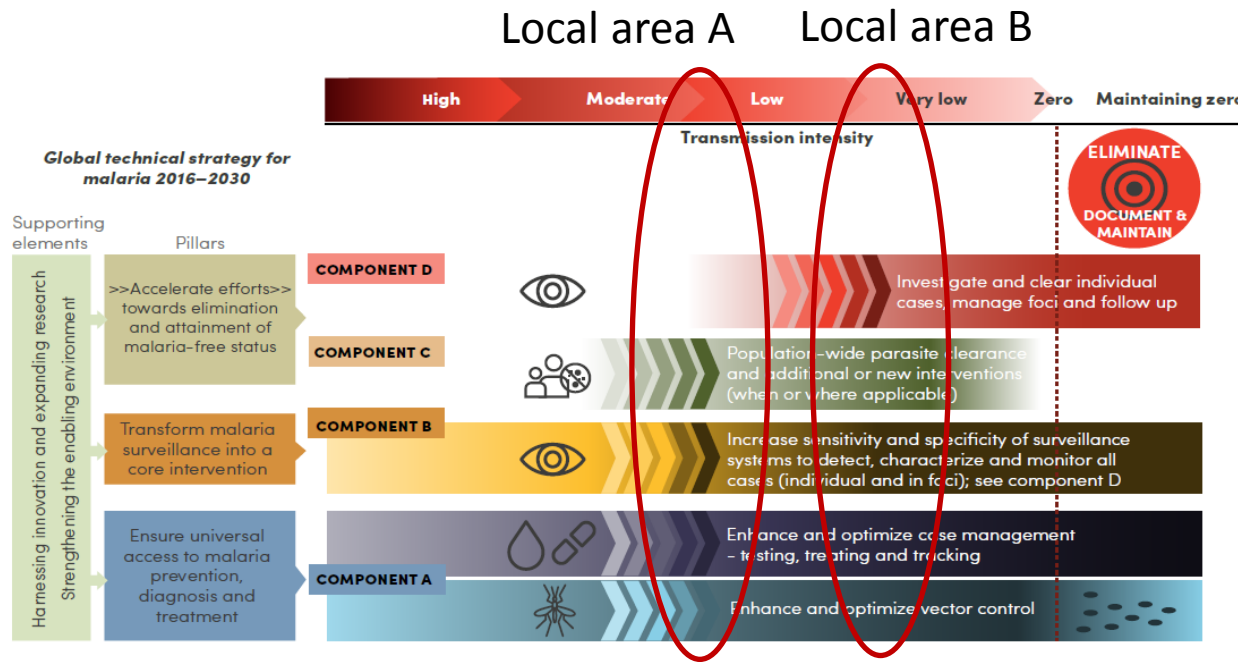 Local area A
Local area B
High
Moderate
Low
Very low
Zero
Maintaining zero
Transmission intensity
Global technical strategy for
malaria 2016–2030
ELIMINATE
DOCUMENT &
MAINTAIN
Supporting
elements
Pillars
Harnessing innovation and expanding research
Strengthening the enabling environment
>>Accelerate efforts>>
towards elimination
and attainment of
malaria-free status
COMPONENT D
Investigate and clear individual
cases, manage foci and follow up
COMPONENT C
Population-wide parasite clearance
and additional or new interventions
(when or where applicable)
Transform malaria
surveillance into a
core intervention
COMPONENT B
Increase sensitivity and specificity of surveillance
systems to detect, characterize and monitor all
cases (individual and in foci); see component D
Ensure universal
access to malaria
prevention,
diagnosis and
treatment
COMPONENT A
Enhance and optimize case management
– testing, treating and tracking
Enhance and optimize vector control